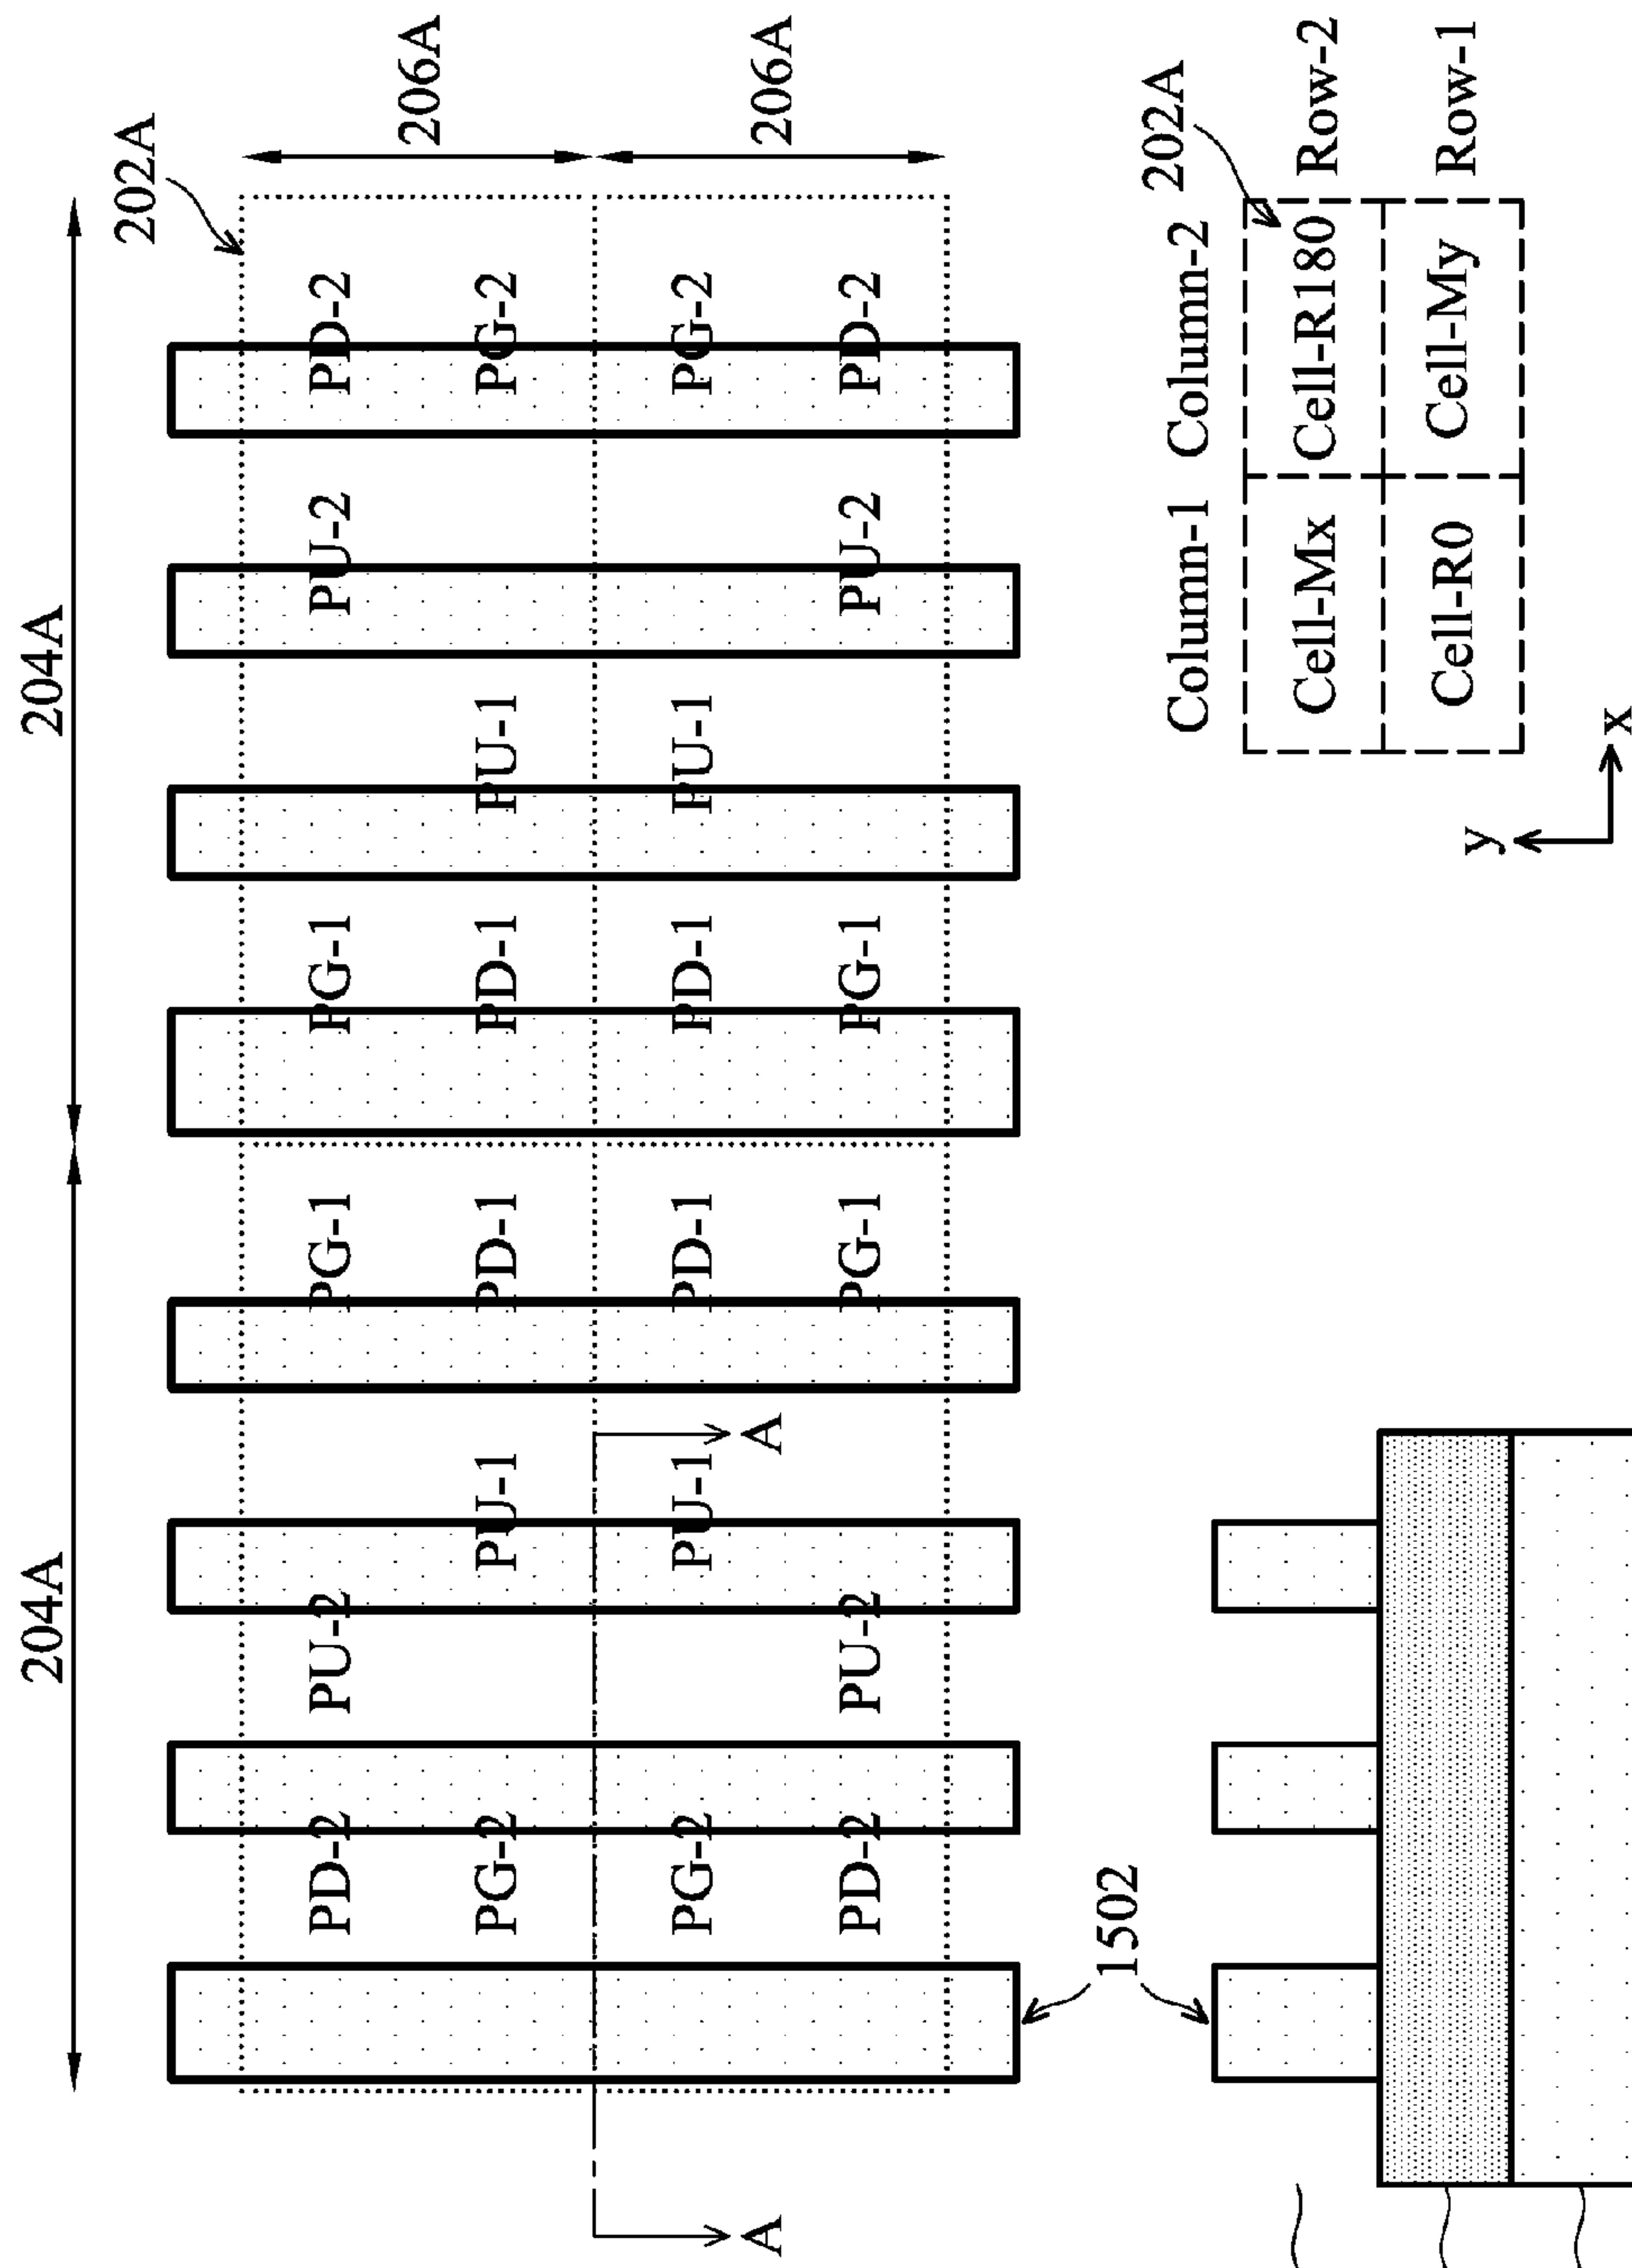 204A 204A
202A
PD-2 PU-2 PG-1 PG-1 PU-2 PD-2
206A
PG-2 PU-1 PD-1 PD-1 PU-1 PG-2
PG-2 PU-1 PD-1 PD-1 PU-1 PG-2
206A
A A
PD-2 PU-2 PG-1 PG-1 PU-2 PD-2
1502
Column-1 Column-2
202A
Cell-Mx Cell-R180 Row-2
Cell-R0 Cell-My Row-1
y
x